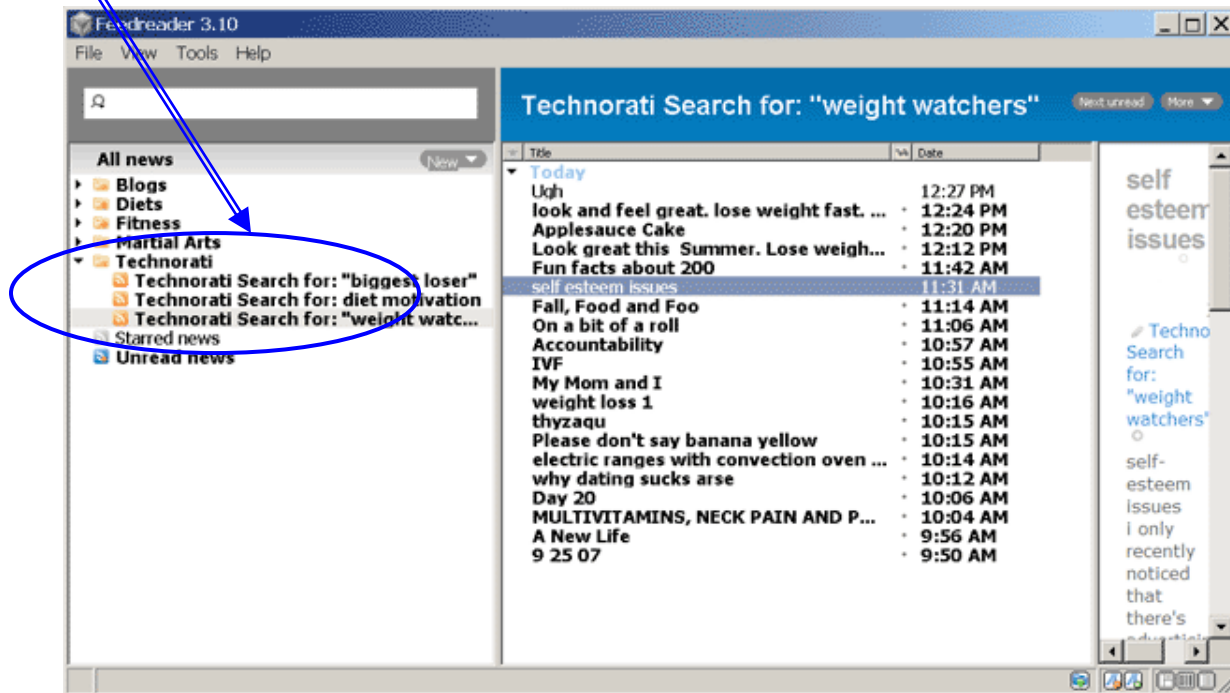 Feedreader 3.10
File View Tools Help
Technorati Search for: "weight watchers"
Next unread More
All news New
Blogs
Diets
Fitness
Martial Arts
Technorati
Technorati Search for: "biggest loser"
Technorati Search for: diet motivation
Technorati Search for: "weight watc...
Starred news
Unread news
Title Date
Today
Ugh 12:27 PM
look and feel great. lose weight fast. ... 12:24 PM
Applesauce Cake 12:20 PM
Look great this Summer. Lose weigh... 12:12 PM
Fun facts about 200 11:42 AM
self esteem issues 11:31 AM
Fall, Food and Foo 11:14 AM
On a bit of a roll 11:06 AM
Accountability 10:57 AM
IVF 10:55 AM
My Mom and I 10:31 AM
weight loss 1 10:16 AM
thyzaqu 10:15 AM
Please don't say banana yellow 10:15 AM
electric ranges with convection oven ... 10:14 AM
why dating sucks arse 10:12 AM
Day 20 10:06 AM
MULTIVITAMINS, NECK PAIN AND P... 10:04 AM
A New Life 9:56 AM
9 25 07 9:50 AM
self
esteem
issues
Techno
Search
for:
"weight
watchers"
self-
esteem
issues
i only
recently
noticed
that
there's